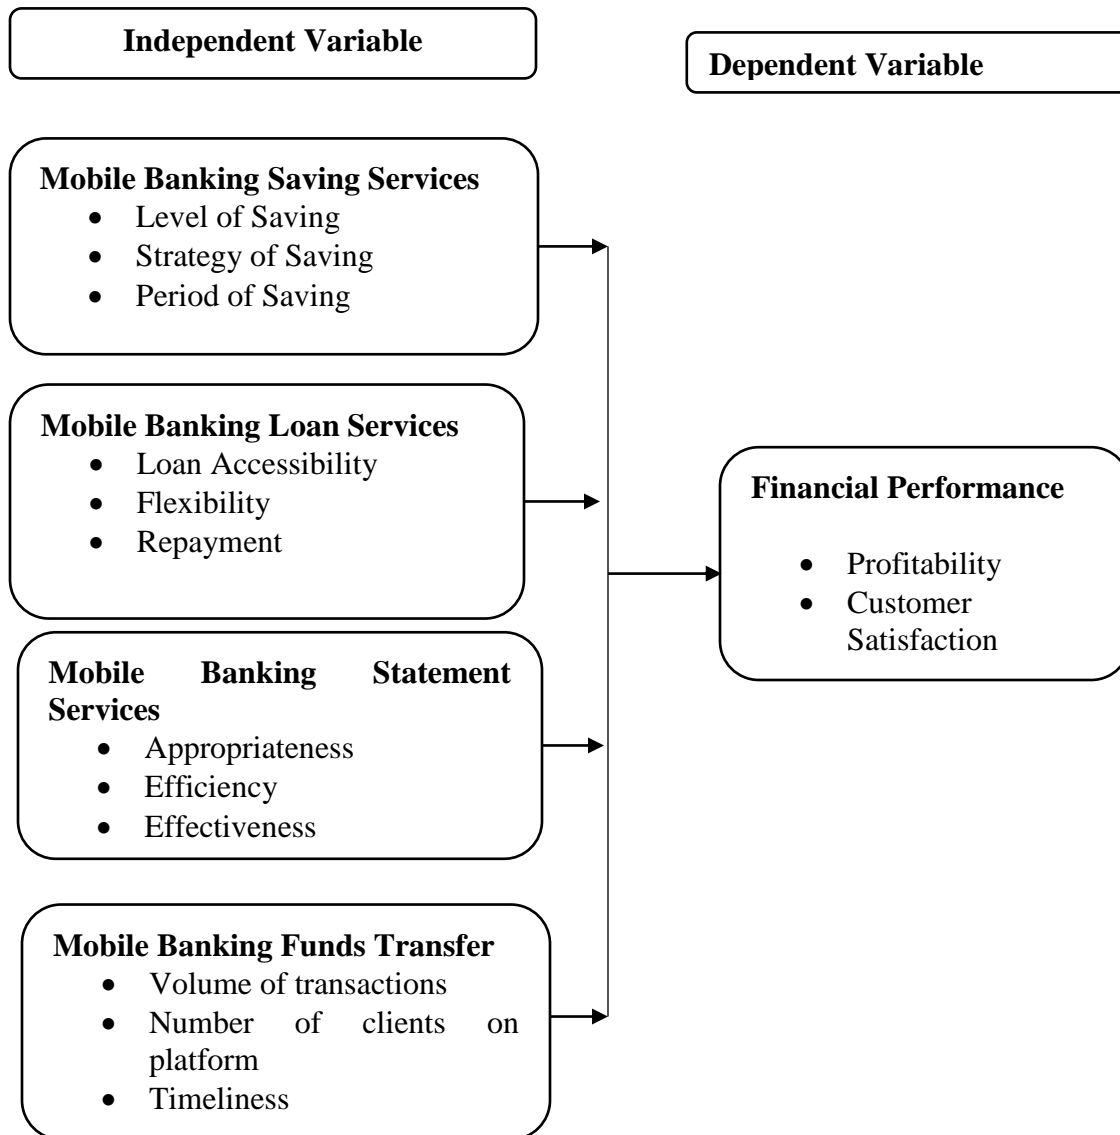 Independent Variable
Dependent Variable
Mobile Banking Saving Services
• Level of Saving
• Strategy of Saving
• Period of Saving
Mobile Banking Loan Services
• Loan Accessibility
• Flexibility
• Repayment
Mobile Banking Statement
Services
• Appropriateness
• Efficiency
• Effectiveness
Mobile Banking Funds Transfer
• Volume of transactions
• Number of clients on
platform
• Timeliness
Financial Performance
• Profitability
• Customer
Satisfaction